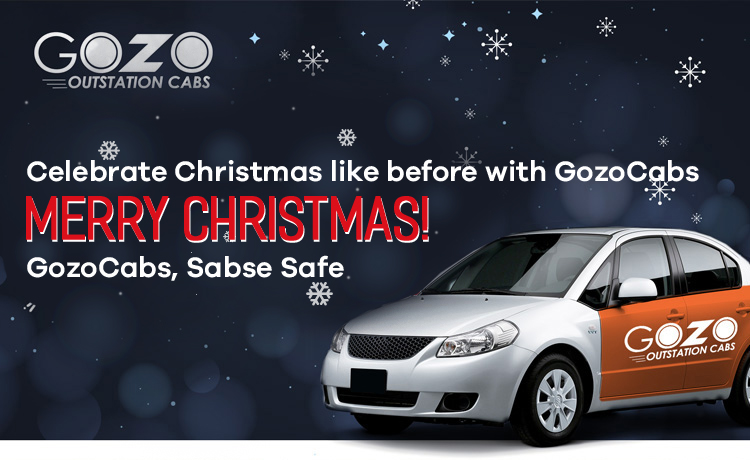 GOZO
OUTSTATION CABS
Celebrate Christmas like before with GozoCabs
MERRY CHRISTMAS!
GozoCabs, Sabse Safe
GOZO
OUTSTATION CABS